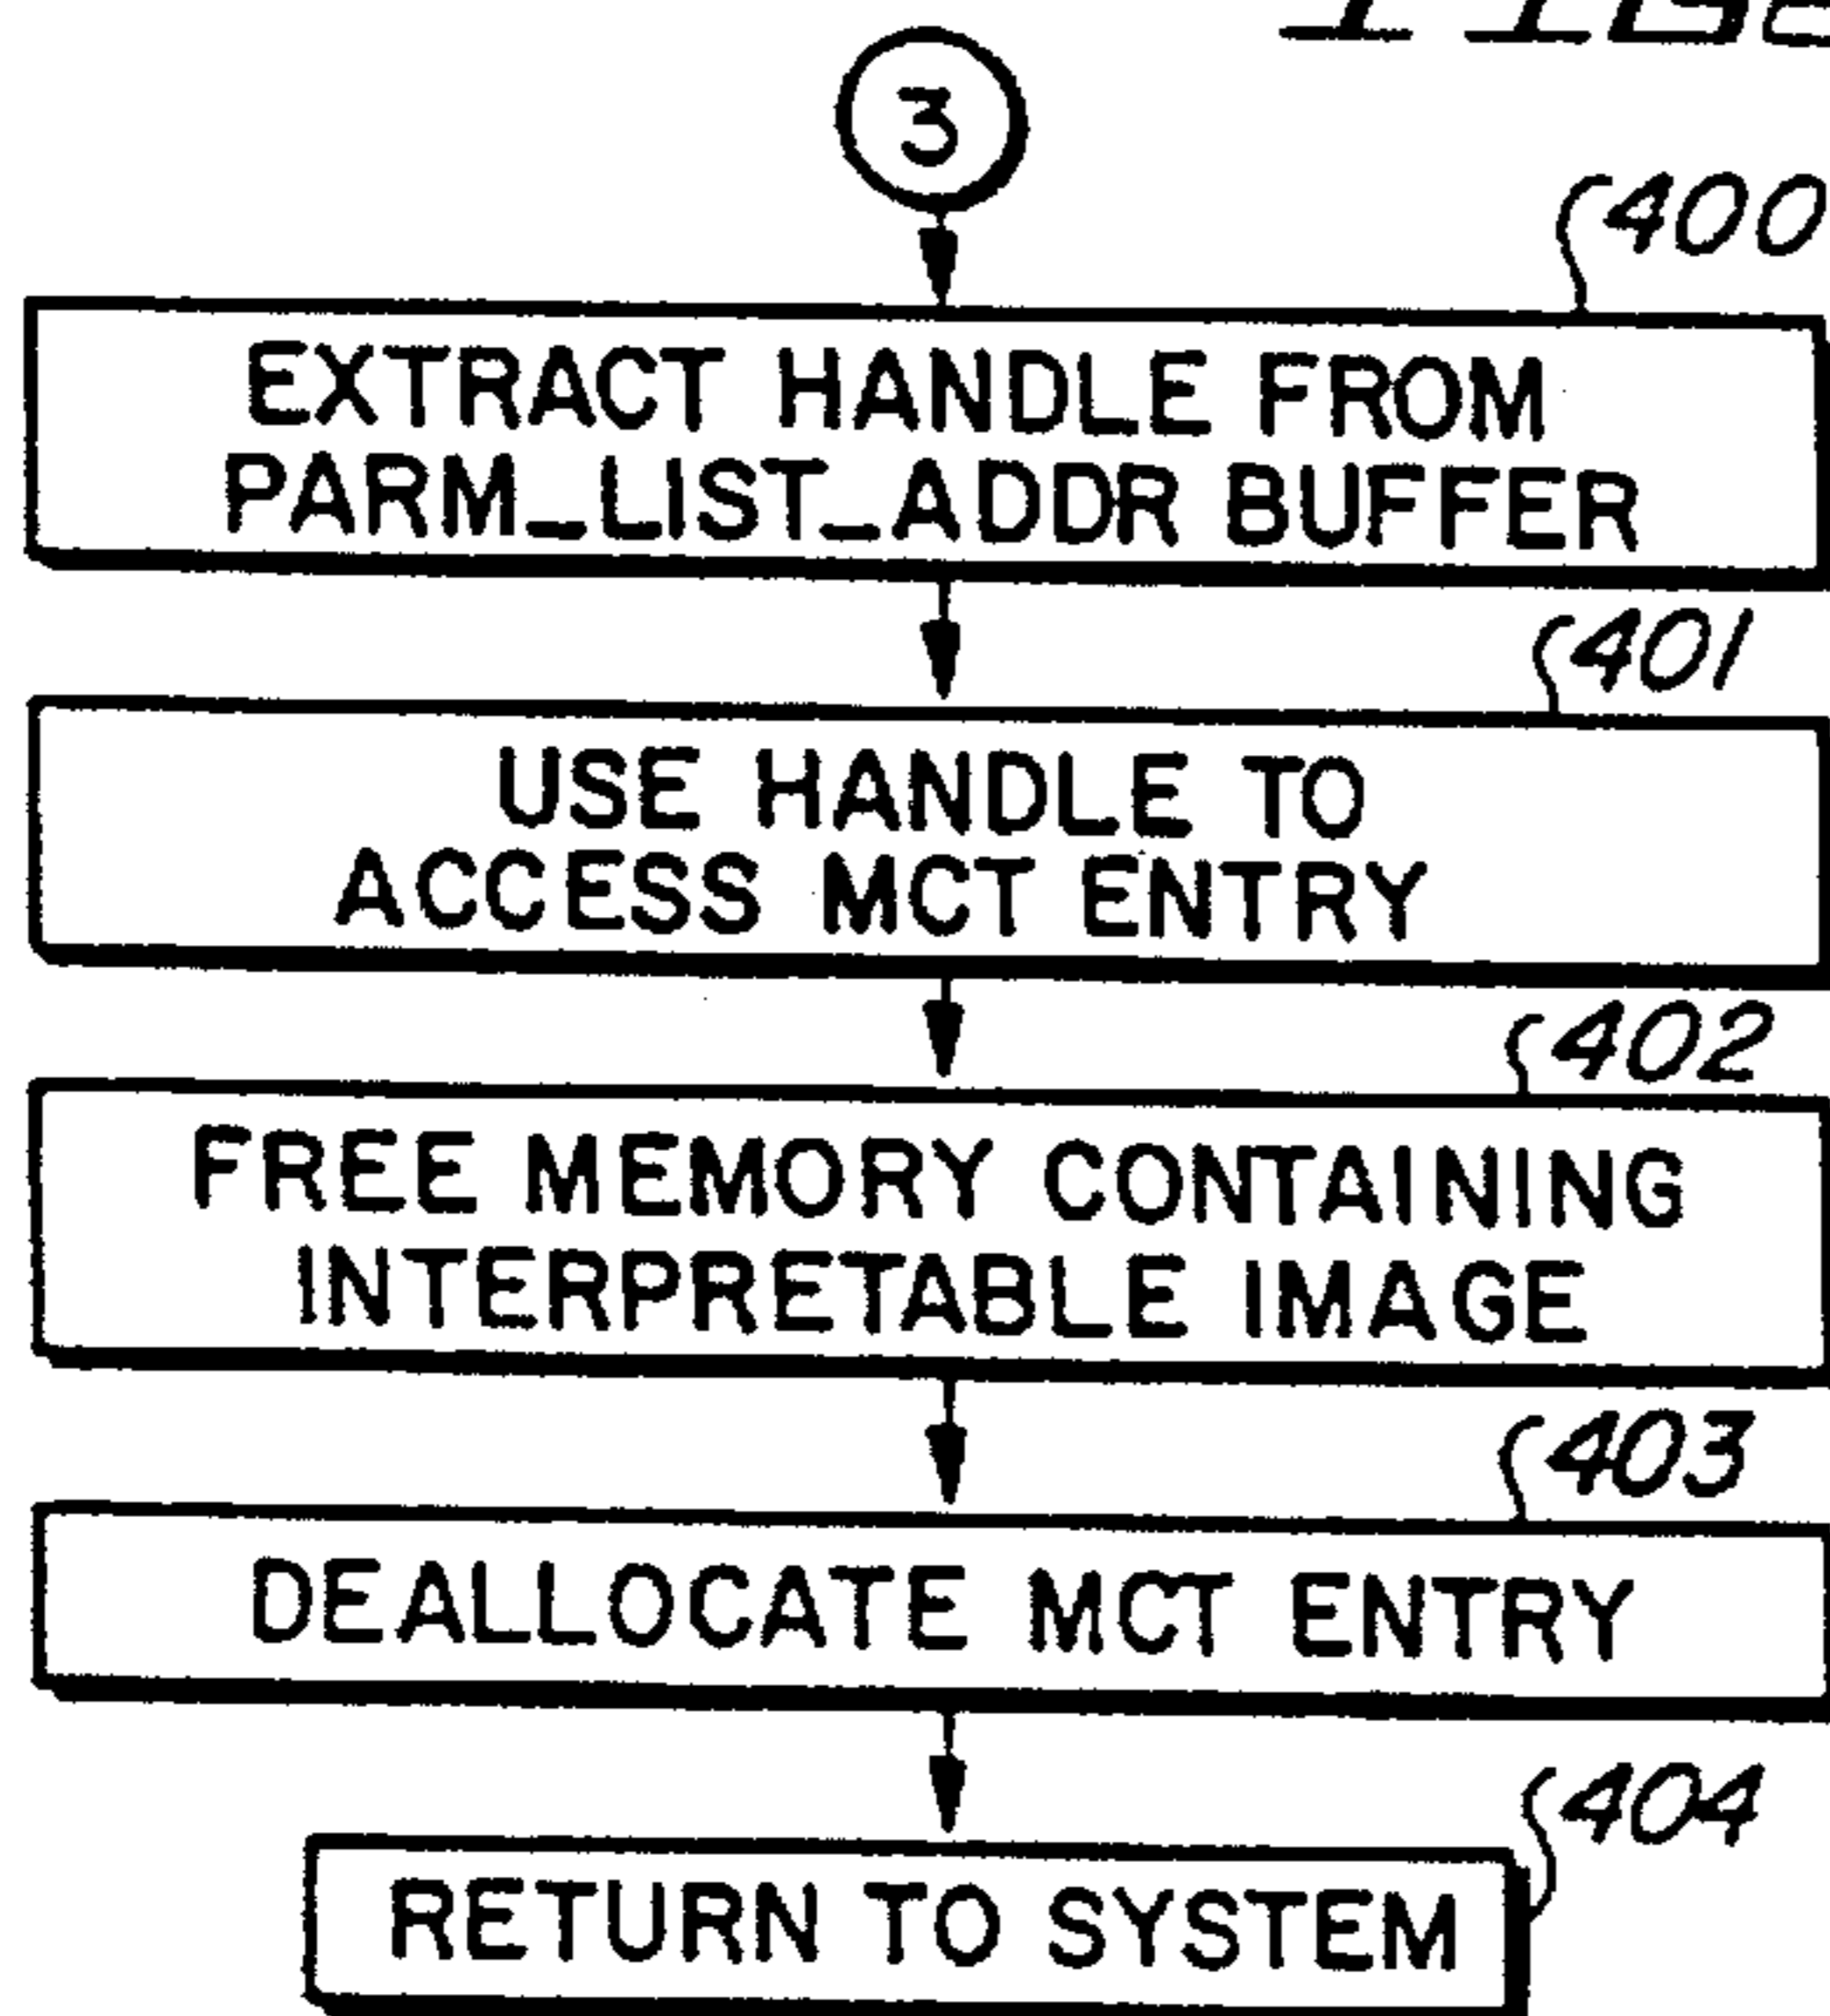 3
400
EXTRACT HANDLE FROM
PARM_LIST_ADDR BUFFER
401
USE HANDLE TO
ACCESS MCT ENTRY
402
FREE MEMORY CONTAINING
INTERPRETABLE IMAGE
403
DEALLOCATE MCT ENTRY
404
RETURN TO SYSTEM